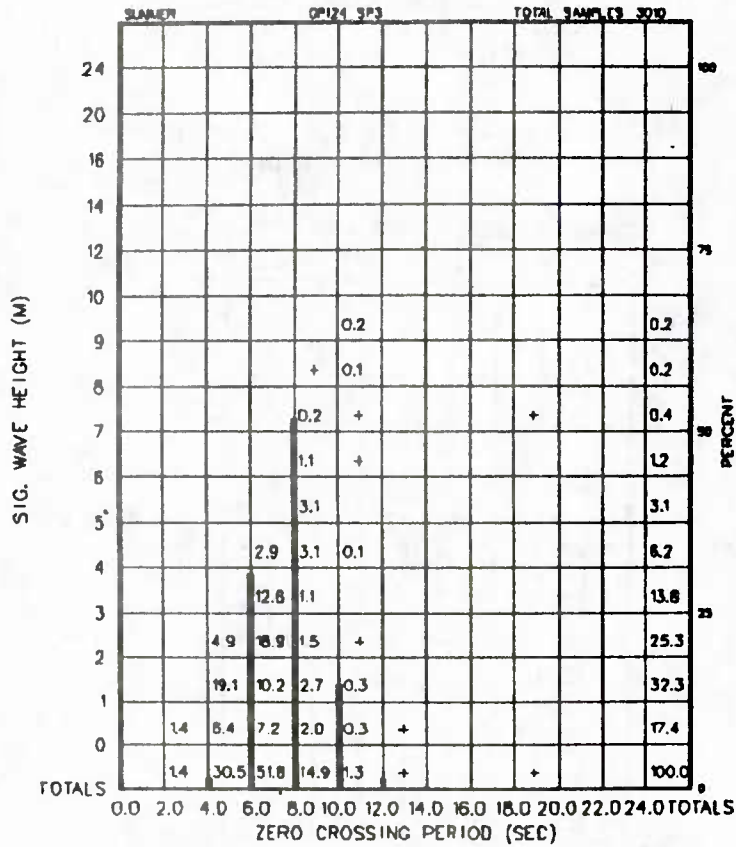 SUMMER OP124 SP3 TOTAL SAMPLES 3010
24 100
20
16
14
12 75
10
0.2 0.2
9
+ 0.1 0.2
8
0.2 + + 0.4
7 50
1.1 + 1.2
6
3.1 3.1
5
2.9 3.1 0.1 6.2
4
12.6 1.1 13.6
3 25
4.9 18.9 1.5 + 25.3
2
19.1 10.2 2.7 0.3 32.3
1
1.4 6.4 7.2 2.0 0.3 + 17.4
0
1.4 30.5 51.8 14.9 1.3 + + 100.0
TOTALS 0
0.0 2.0 4.0 6.0 8.0 10.0 12.0 14.0 16.0 18.0 20.0 22.0 24.0 TOTALS
ZERO CROSSING PERIOD (SEC)
SIG. WAVE HEIGHT (M)
PERCENT